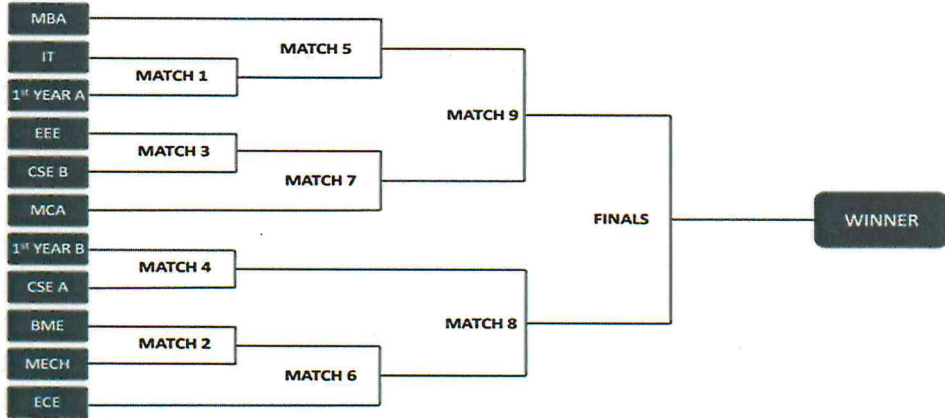 MBA
IT
1st YEAR A
EEE
CSE B
MCA
1st YEAR B
CSE A
BME
MECH
ECE
MATCH 1
MATCH 3
MATCH 4
MATCH 2
MATCH 5
MATCH 7
MATCH 6
MATCH 9
MATCH 8
FINALS
WINNER